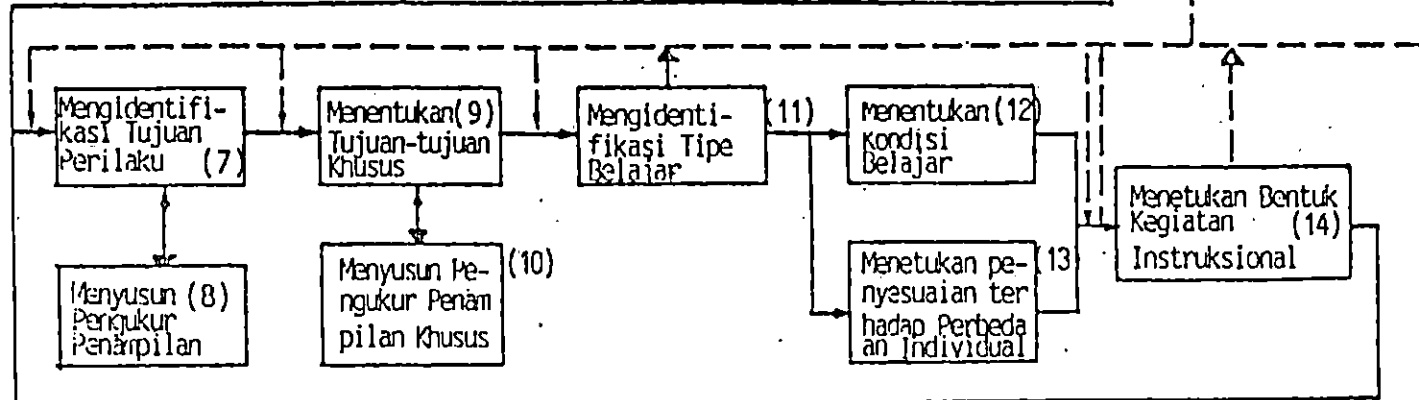 Mengidentifi-
kasi Tujuan
Perilaku (7)
Menyusun (8)
Pengukur
Penampilan
Menentukan (9)
Tujuan-tujuan
Khusus
Menyusun Pe- (10)
ngukur Penam
pilan Khusus
Mengidenti- (11)
fikasi Tipe
Belajar
Menentukan (12)
Kondisi
Belajar
Menetukan pe- (13
nyesuaian ter
hadap Perbeda
an Individual
Menetukan Bentuk
Kegiatan (14)
Instruksional